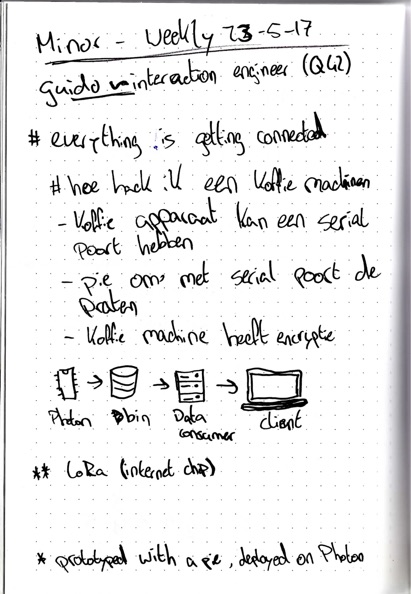 Minor - Weekly 23-5-17
Guido interaction engineer (Q42)
# everything is getting connected
# hoe hack ik een koffie machinen
- Koffie apparaat kan een serial
poort hebben
- pie om met serial poort de
praten
- Koffie machine heeft encryptie
Photon bin Data client
consumer
** LoRa (internet chip)
* prototyped with a pie, deployed on Photon